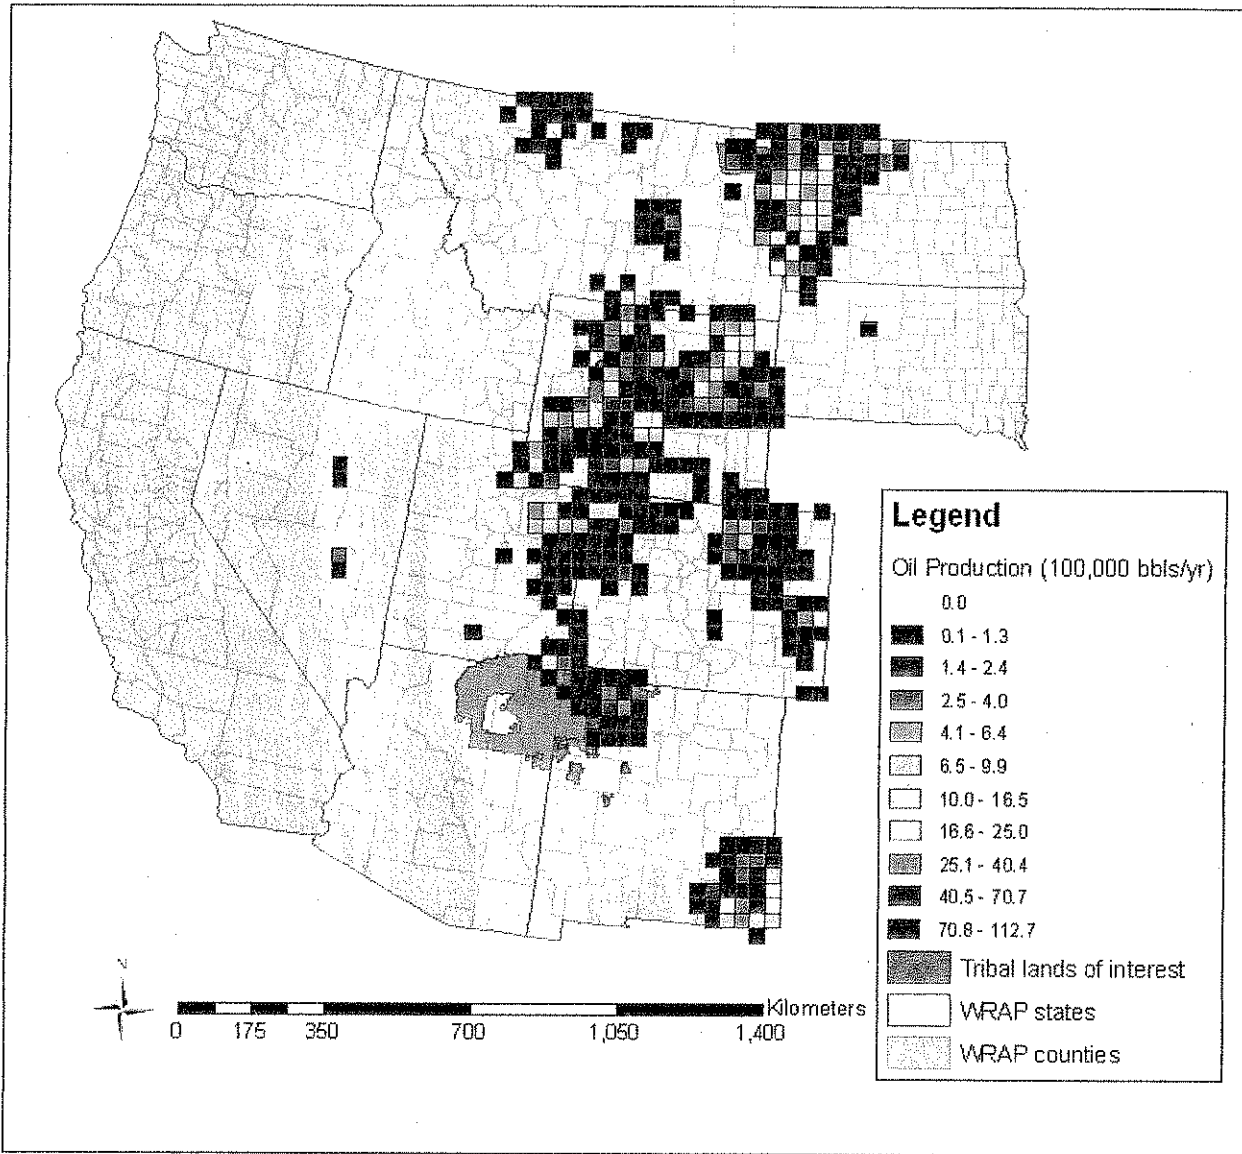 Legend
Oil Production (100,000 bbls/yr)
0.0
0.1 - 1.3
1.4 - 2.4
2.5 - 4.0
4.1 - 6.4
6.5 - 9.9
10.0 - 16.5
16.6 - 25.0
25.1 - 40.4
40.5 - 70.7
70.8 - 112.7
Tribal lands of interest
WRAP states
WRAP counties
N
Kilometers
0 175 350 700 1,050 1,400